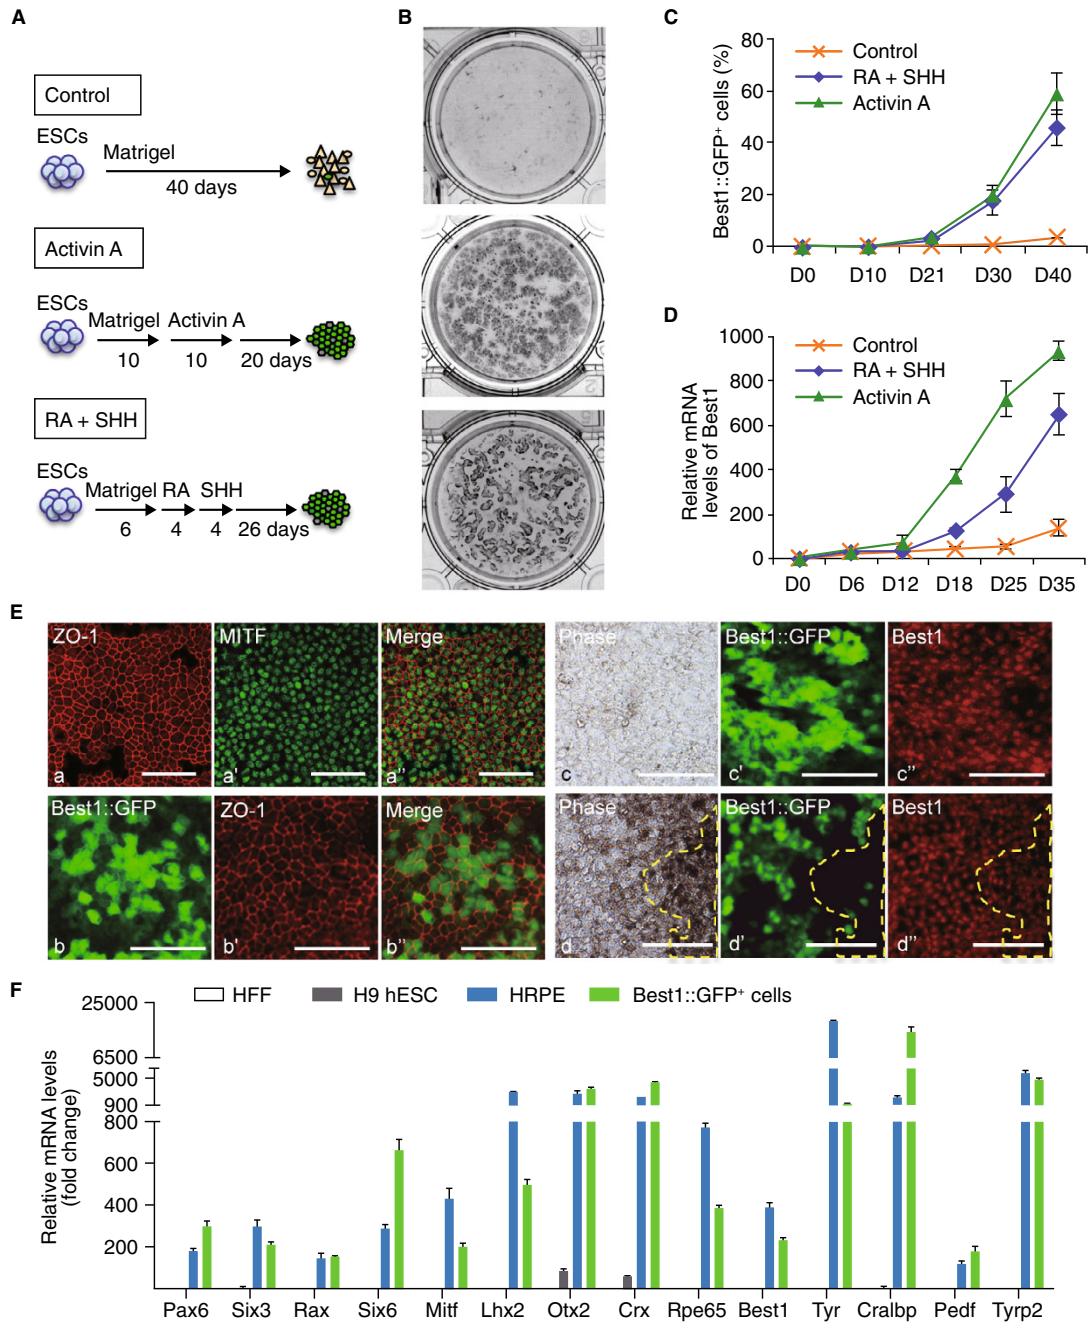 A
Control
ESCs
Matrigel
40 days
Activin A
ESCs
Matrigel Activin A
10 10 20 days
RA + SHH
ESCs
Matrigel RA SHH
6 4 4 26 days
B
C
Best1::GFP⁺ cells (%)
80
60
40
20
0
Control
RA + SHH
Activin A
D0 D10 D21 D30 D40
D
Relative mRNA
levels of Best1
1000
800
600
400
200
0
Control
RA + SHH
Activin A
D0 D6 D12 D18 D25 D35
E
ZO-1 MITF Merge Phase Best1::GFP Best1
a a' a'' c c' c''
Best1::GFP ZO-1 Merge Phase Best1::GFP Best1
b b' b'' d d' d''
F
HFF H9 hESC HRPE Best1::GFP⁺ cells
Relative mRNA levels
(fold change)
25000
6500
5000
900
800
600
400
200
Pax6 Six3 Rax Six6 Mitf Lhx2 Otx2 Crx Rpe65 Best1 Tyr Cralbp Pedf Tyrp2